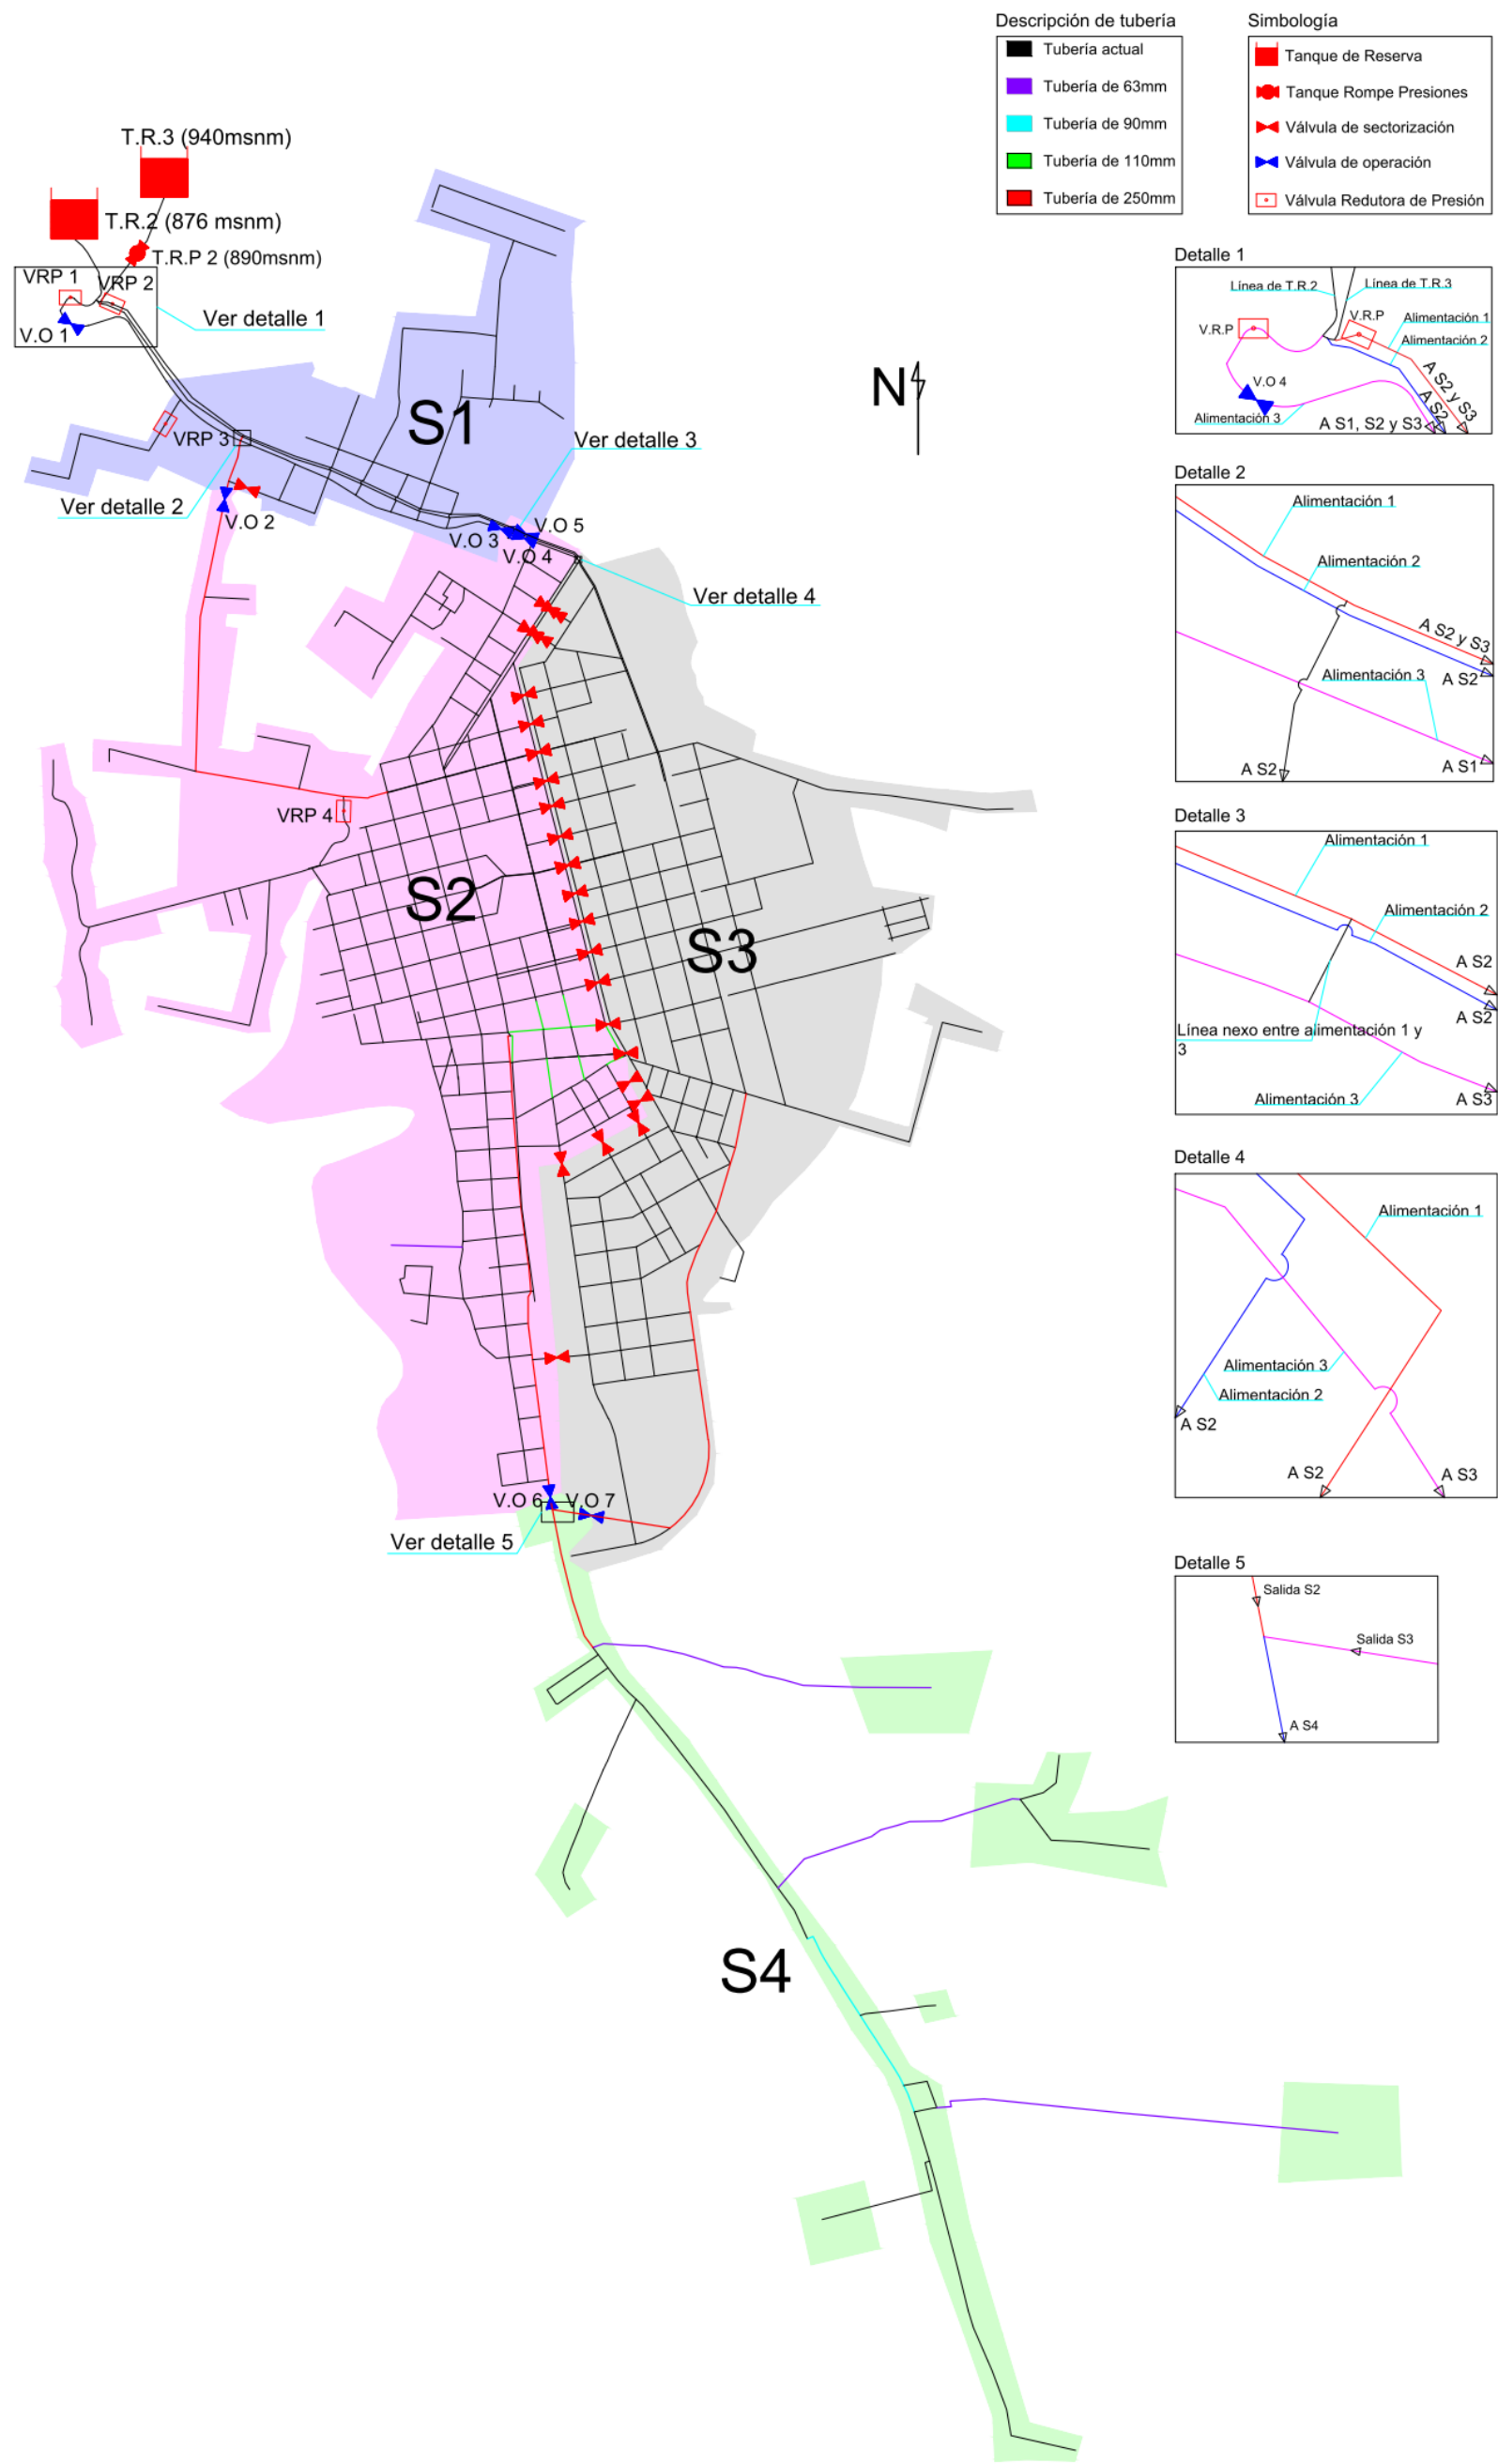 Descripción de tubería
Tubería actual
Tubería de 63mm
Tubería de 90mm
Tubería de 110mm
Tubería de 250mm
Simbología
Tanque de Reserva
Tanque Rompe Presiones
Válvula de sectorización
Válvula de operación
Válvula Redutora de Presión
T.R.3 (940msnm)
T.R.2 (876 msnm)
T.R.P 2 (890msnm)
VRP 1
VRP 2
V.O 1
Ver detalle 1
S1
N
VRP 3
Ver detalle 3
Ver detalle 2
V.O 2
V.O 3
V.O 5
V.O 4
Ver detalle 4
VRP 4
S2
S3
V.O 6
V.O 7
Ver detalle 5
S4
Detalle 1
Línea de T.R.2
Línea de T.R.3
V.R.P
V.R.P
Alimentación 1
Alimentación 2
V.O 4
A S2 y S3
A S2
Alimentación 3
A S1, S2 y S3
Detalle 2
Alimentación 1
Alimentación 2
A S2 y S3
Alimentación 3
A S2
A S2
A S1
Detalle 3
Alimentación 1
Alimentación 2
A S2
A S2
Línea nexo entre alimentación 1 y
3
Alimentación 3
A S3
Detalle 4
Alimentación 1
Alimentación 3
Alimentación 2
A S2
A S2
A S3
Detalle 5
Salida S2
Salida S3
A S4